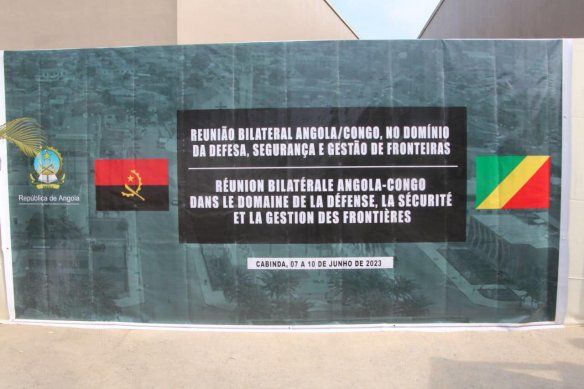 REUNIÃO BILATERAL ANGOLA/CONGO, NO DOMÍNIO
DA DEFESA, SEGURANÇA E GESTÃO DE FRONTEIRAS
RÉUNION BILATÉRALE ANGOLA-CONGO
DANS LE DOMAINE DE LA DÉFENSE, LA SÉCURITÉ
ET LA GESTION DES FRONTIÈRES
República de Angola
CABINDA, 07 A 10 DE JUNHO DE 2023